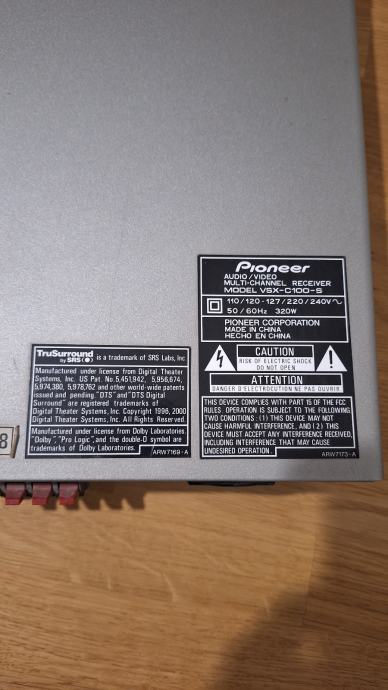 Pioneer
AUDIO/VIDEO
MULTI-CHANNEL RECEIVER
MODEL VSX-C100-S
110/120-127/220/240V~
50/60Hz 320W
PIONEER CORPORATION
MADE IN CHINA
HECHO EN CHINA
CAUTION
RISK OF ELECTRIC SHOCK
DO NOT OPEN
ATTENTION
DANGER D'ELECTROCUTION NE PAS OUVRIR
THIS DEVICE COMPLIES WITH PART 15 OF THE FCC
RULES. OPERATION IS SUBJECT TO THE FOLLOWING
TWO CONDITIONS: (1) THIS DEVICE MAY NOT
CAUSE HARMFUL INTERFERENCE, AND (2) THIS
DEVICE MUST ACCEPT ANY INTERFERENCE RECEIVED,
INCLUDING INTERFERENCE THAT MAY CAUSE
UNDESIRED OPERATION.
ARW7173-A
TruSurround
by SRS(●) is a trademark of SRS Labs, Inc
Manufactured under license from Digital Theater
Systems, Inc. US Pat. No.5,451,942, 5,956,674,
5,974,380, 5,978,762 and other world-wide patents
issued and pending. "DTS" and "DTS Digital
Surround" are registered trademarks of
Digital Theater Systems, Inc. Copyright 1996, 2000
Digital Theater Systems, Inc. All Rights Reserved.
Manufactured under license from Dolby Laboratories.
"Dolby", "Pro Logic", and the double-D symbol are
trademarks of Dolby Laboratories.
ARW7169-A
8